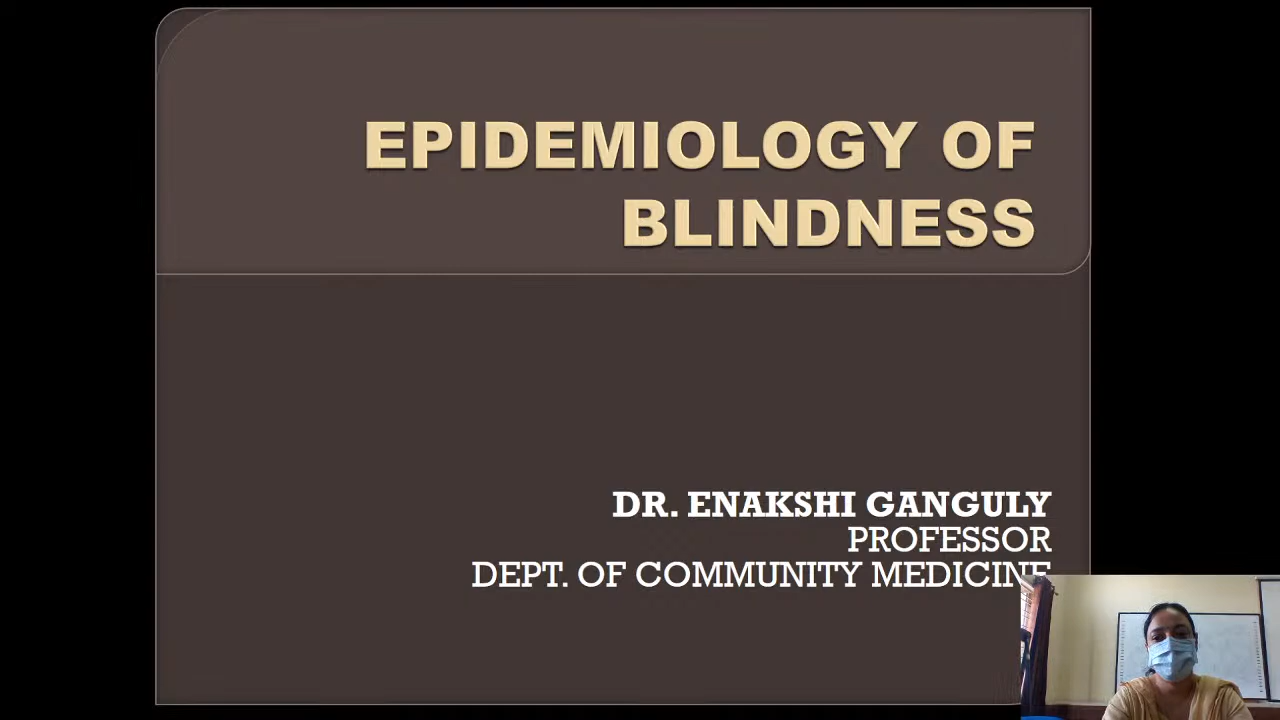 EPIDEMIOLOGY OF
BLINDNESS
DR. ENAKSHI GANGULY
PROFESSOR
DEPT. OF COMMUNITY MEDICINE